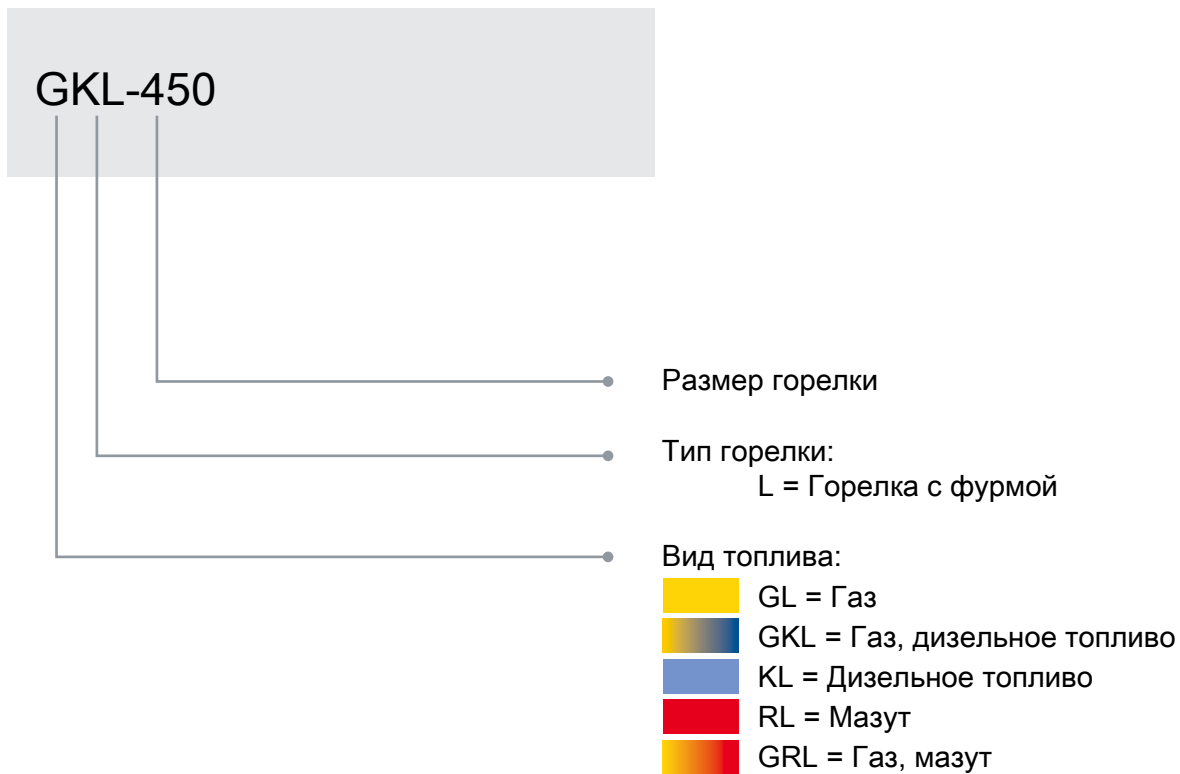 GKL-450
Размер горелки
Тип горелки:
L = Горелка с фурмой
Вид топлива:
GL = Газ
GKL = Газ, дизельное топливо
KL = Дизельное топливо
RL = Мазут
GRL = Газ, мазут